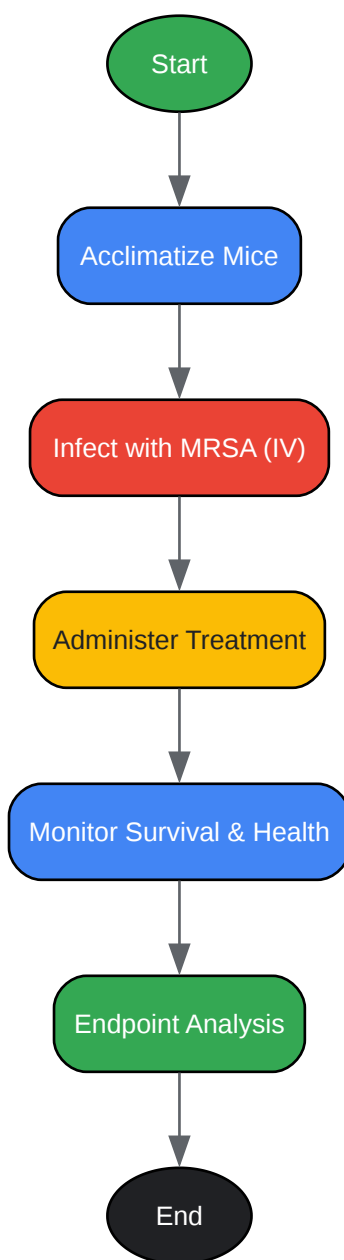 Start
Acclimatize Mice
Infect with MRSA (IV)
Administer Treatment
Monitor Survival & Health
Endpoint Analysis
End